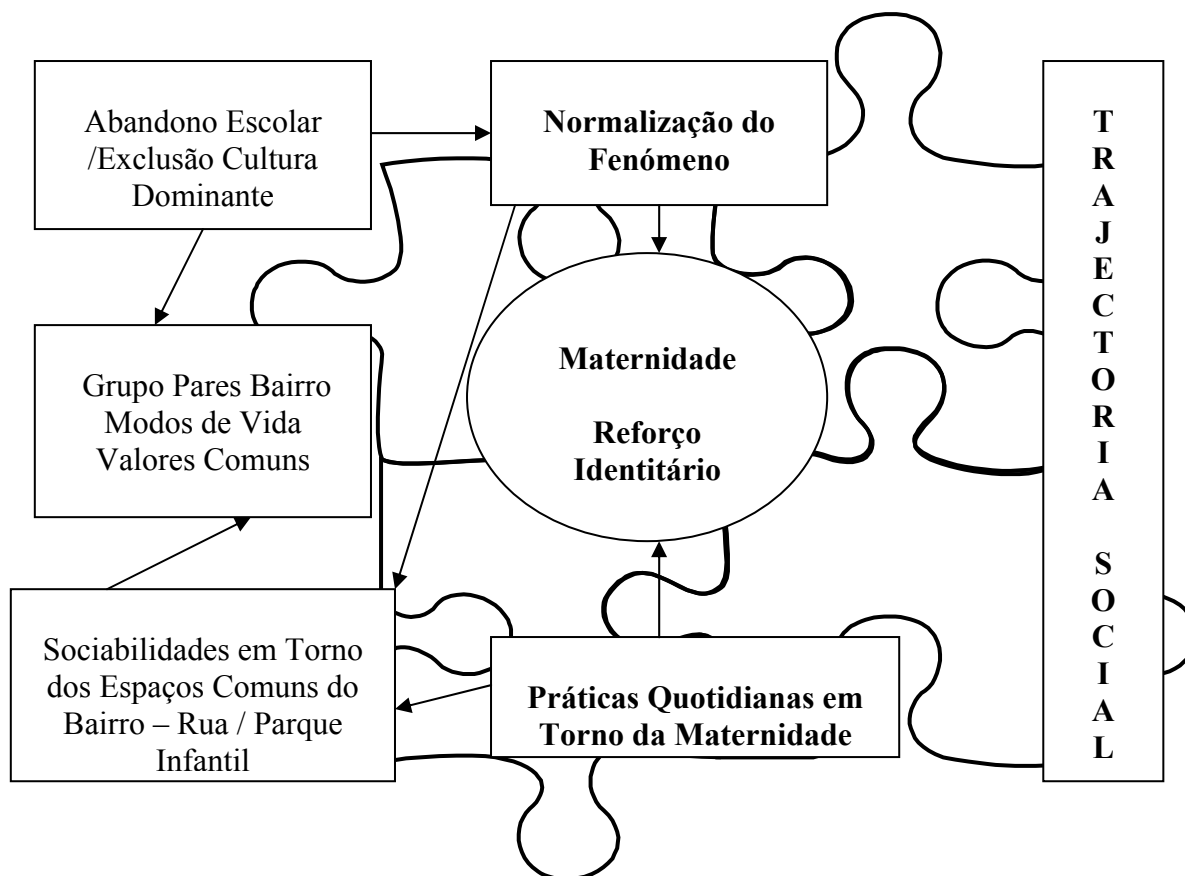 Abandono Escolar
/Exclusão Cultura
Dominante
Normalização do
Fenómeno
Grupo Pares Bairro
Modos de Vida
Valores Comuns
Maternidade
Reforço
Identitário
Sociabilidades em Torno
dos Espaços Comuns do
Bairro – Rua / Parque
Infantil
Práticas Quotidianas em
Torno da Maternidade
T
R
A
J
E
C
T
O
R
I
A
S
O
C
I
A
L